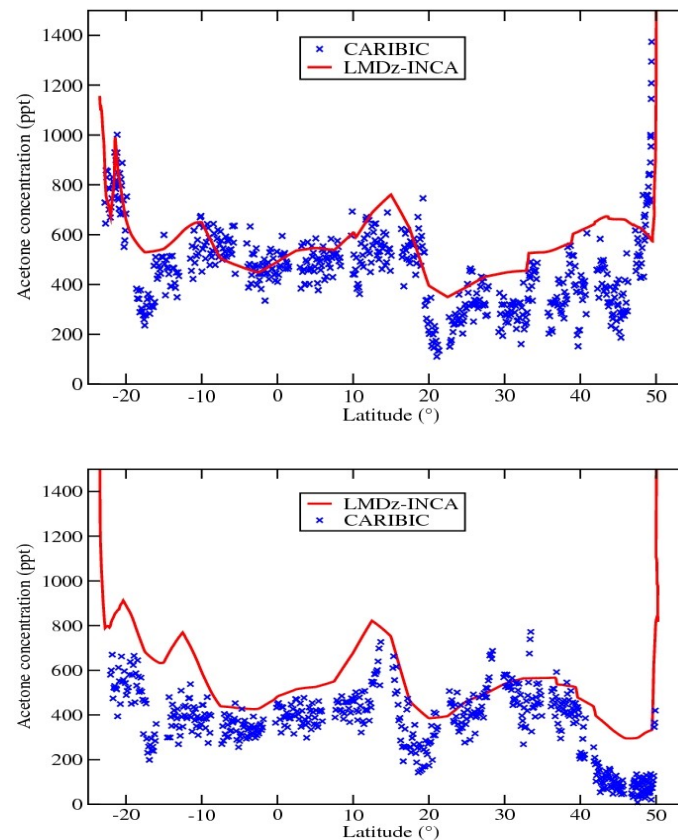 1400
1200
1000
800
600
400
200
0
Acetone concentration (ppt)
× CARIBIC
LMDz-INCA
-20 -10 0 10 20 30 40 50
Latitude (°)
1400
1200
1000
800
600
400
200
0
Acetone concentration (ppt)
LMDz-INCA
× CARIBIC
-20 -10 0 10 20 30 40 50
Latitude (°)